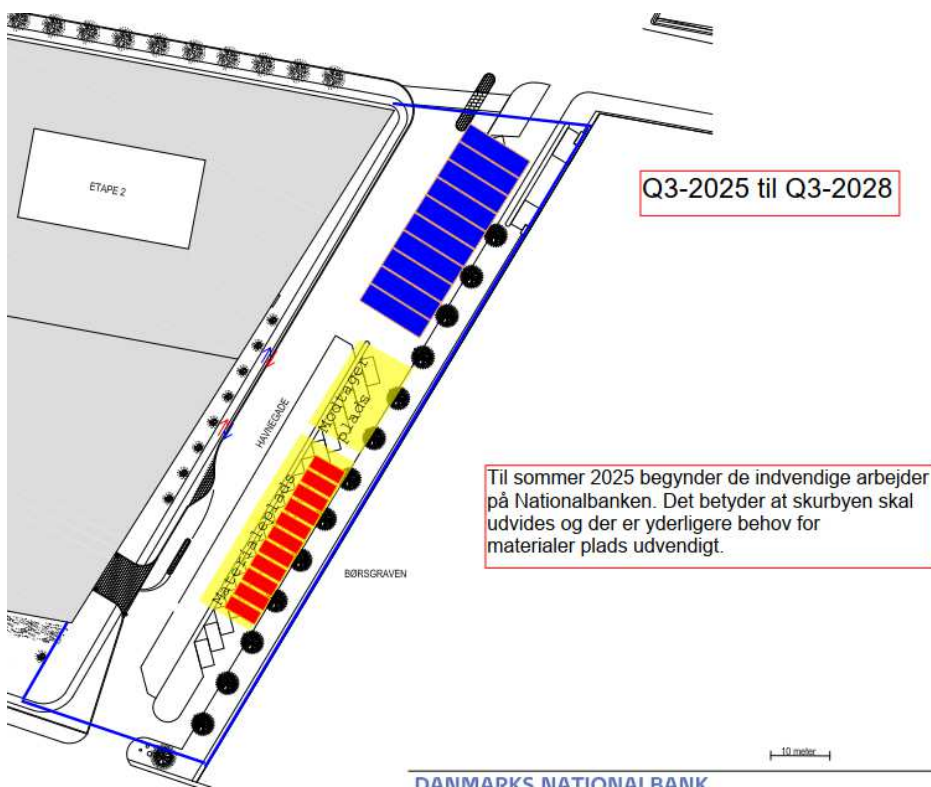 ETAPE 2
Q3-2025 til Q3-2028
HAVNEGADE
Modtager
plads
Materialeplads
Til sommer 2025 begynder de indvendige arbejder
på Nationalbanken. Det betyder at skurbyen skal
udvides og der er yderligere behov for
materialer plads udvendigt.
BØRSGRAVEN
10 meter
DANMARKS NATIONALBANK